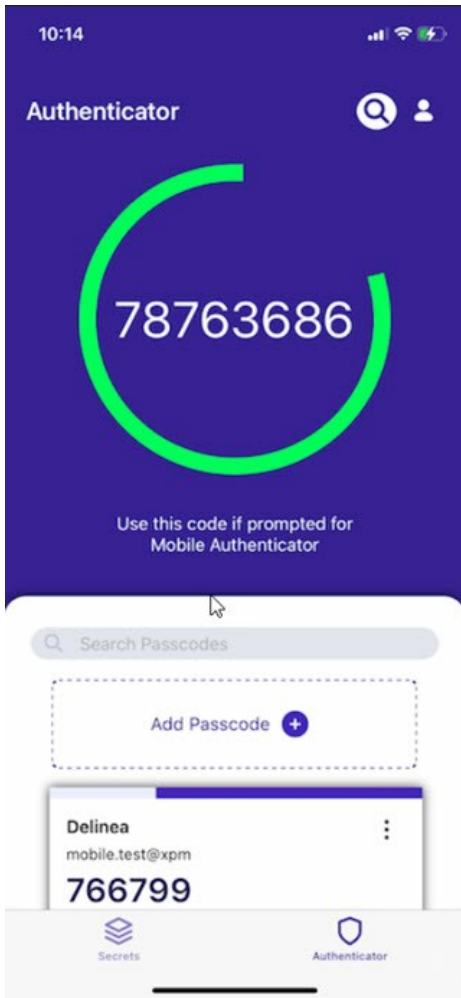 10:14
Authenticator
78763686
Use this code if prompted for
Mobile Authenticator
Search Passcodes
Add Passcode
Delinea
mobile.test@xpm
766799
Secrets
Authenticator